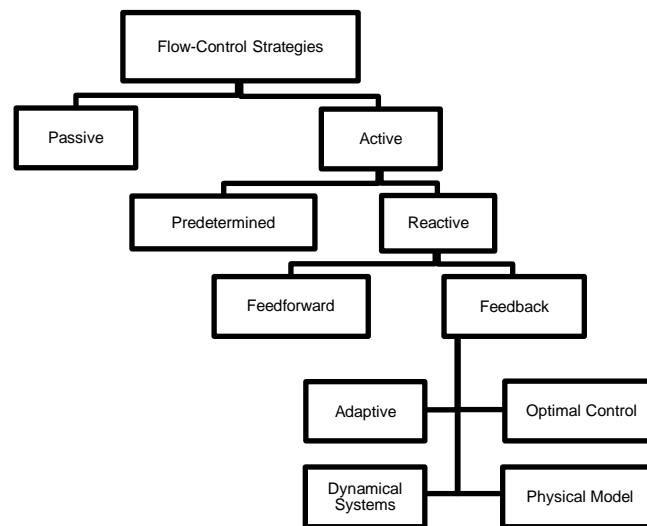 Flow-Control Strategies
Passive
Active
Predetermined
Reactive
Feedforward
Feedback
Adaptive
Optimal Control
Dynamical
Systems
Physical Model